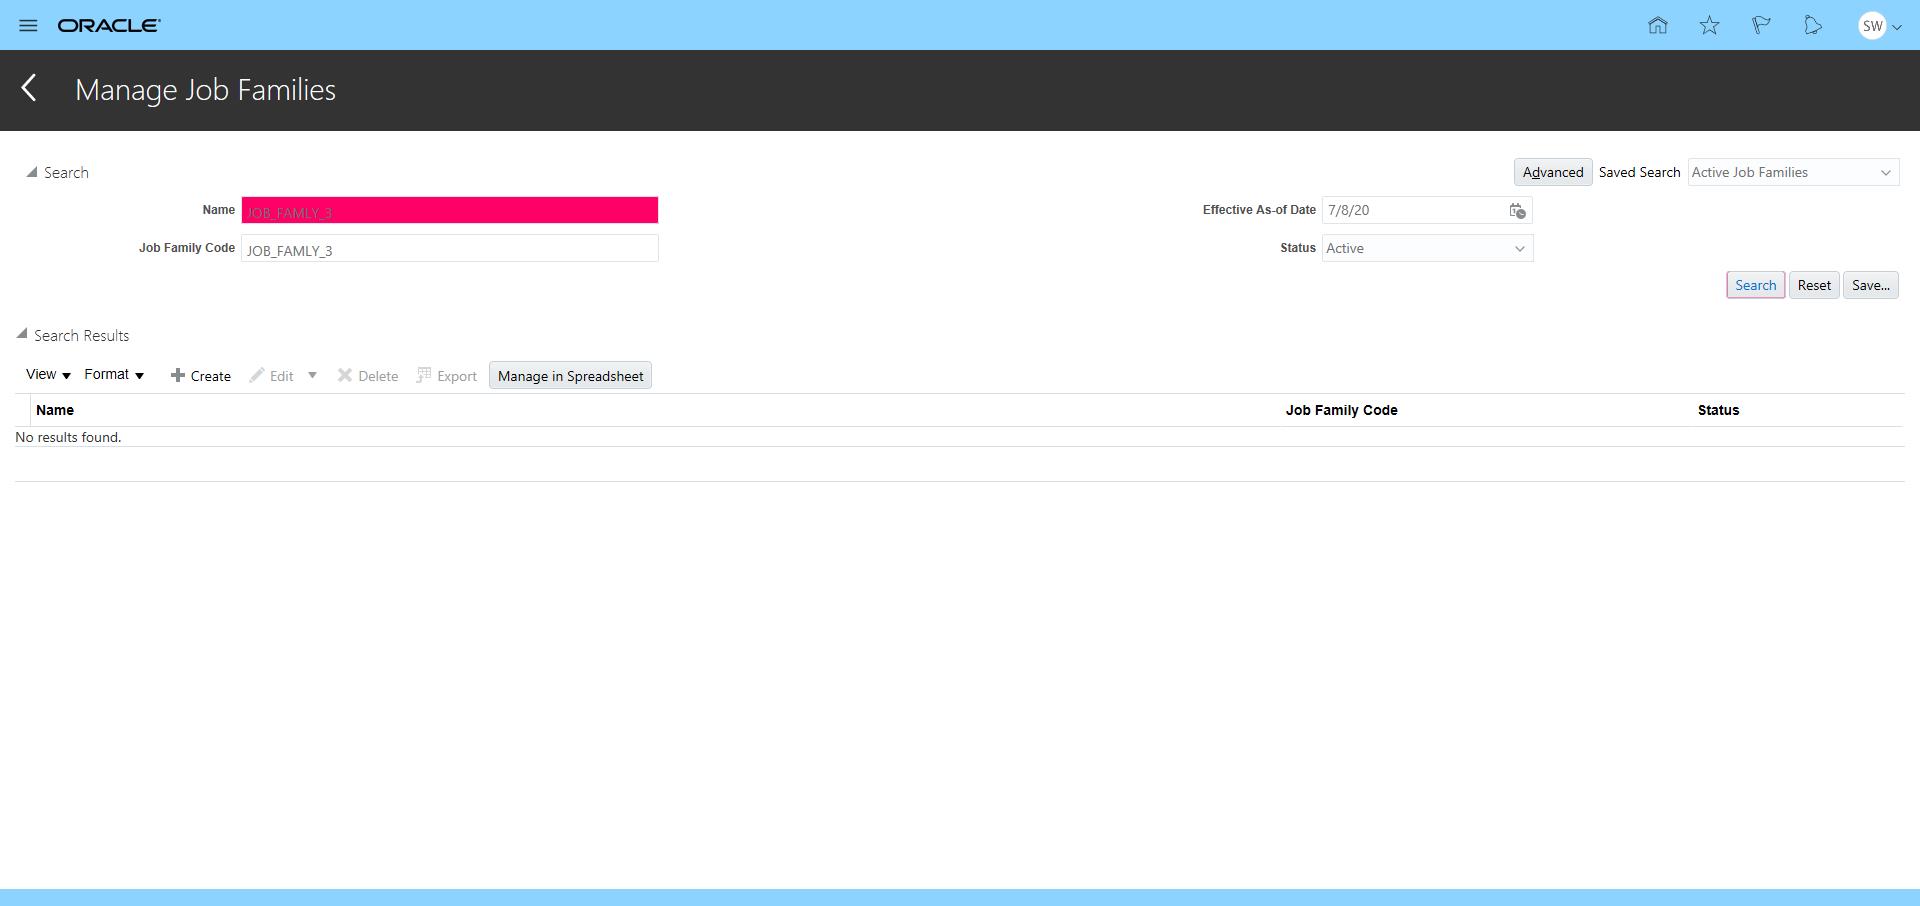 ORACLE
SW
Manage Job Families
Search
Advanced Saved Search Active Job Families
Name JOB_FAMLY_3
Effective As-of Date 7/8/20
Job Family Code JOB_FAMLY_3
Status Active
Search Reset Save...
Search Results
View Format Create Edit Delete Export Manage in Spreadsheet
Name Job Family Code Status
No results found.